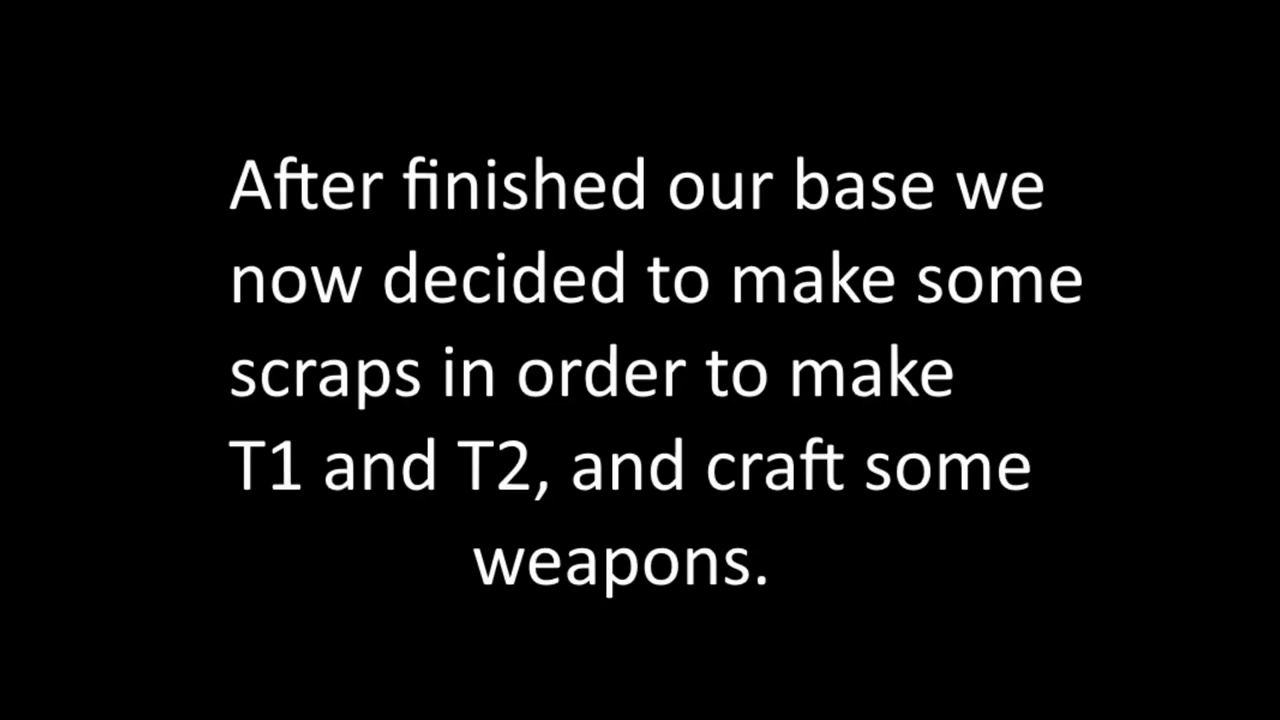 After finished our base we
now decided to make some
scraps in order to make
T1 and T2, and craft some
weapons.